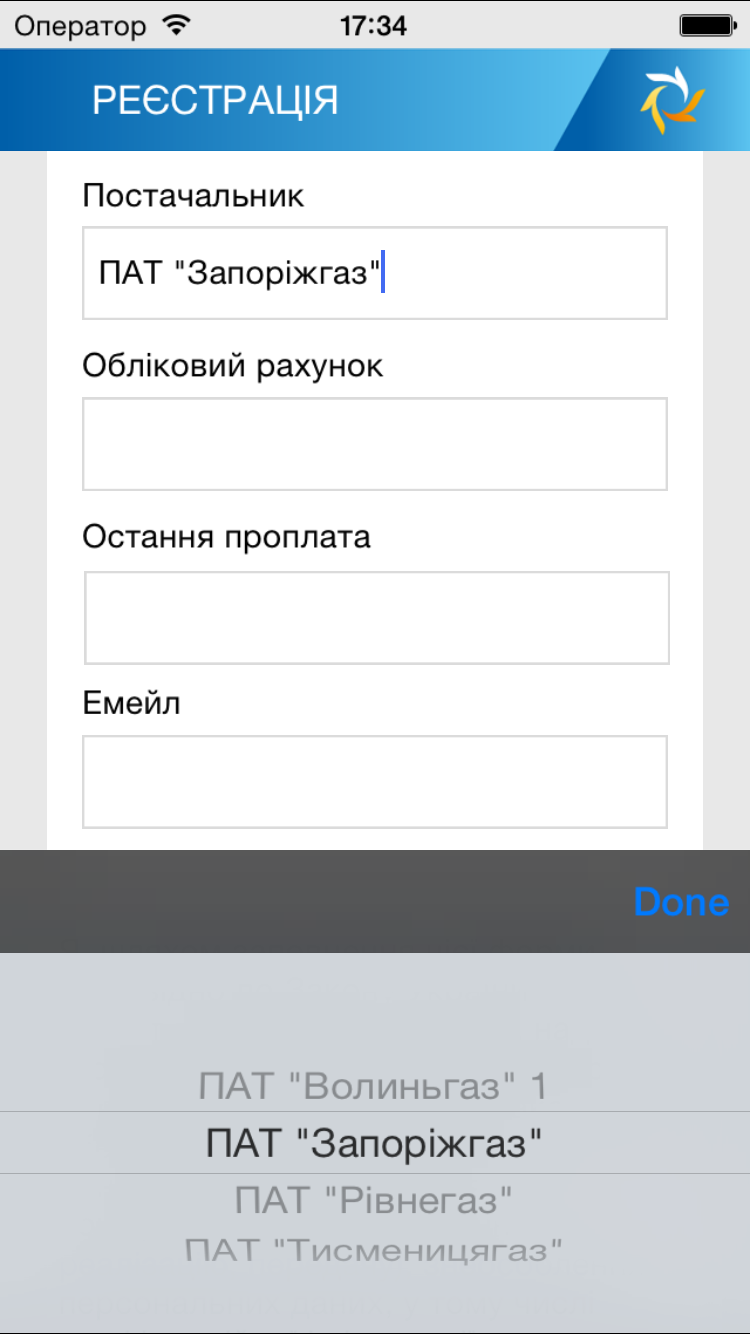 Оператор 17:34
РЕЄСТРАЦІЯ
Постачальник
ПАТ "Запоріжгаз"
Обліковий рахунок
Остання проплата
Емейл
Done
ПАТ "Волиньгаз" 1
ПАТ "Запоріжгаз"
ПАТ "Рівнегаз"
ПАТ "Тисменицягаз"